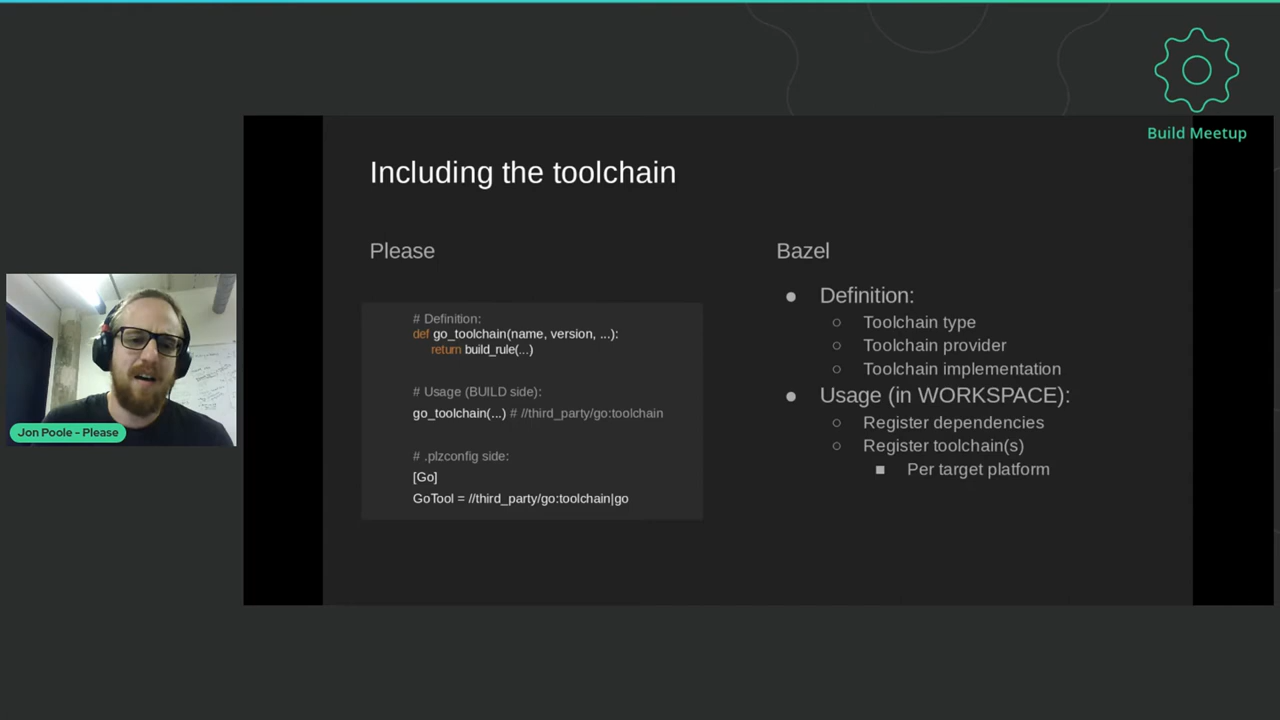 Build Meetup
Including the toolchain
Please
# Definition:
def go_toolchain(name, version, ...):
return build_rule(...)
# Usage (BUILD side):
go_toolchain(...) # //third_party/go:toolchain
# .plzconfig side:
[Go]
GoTool = //third_party/go:toolchain|go
Bazel
● Definition:
○ Toolchain type
○ Toolchain provider
○ Toolchain implementation
● Usage (in WORKSPACE):
○ Register dependencies
○ Register toolchain(s)
■ Per target platform
Jon Poole - Please